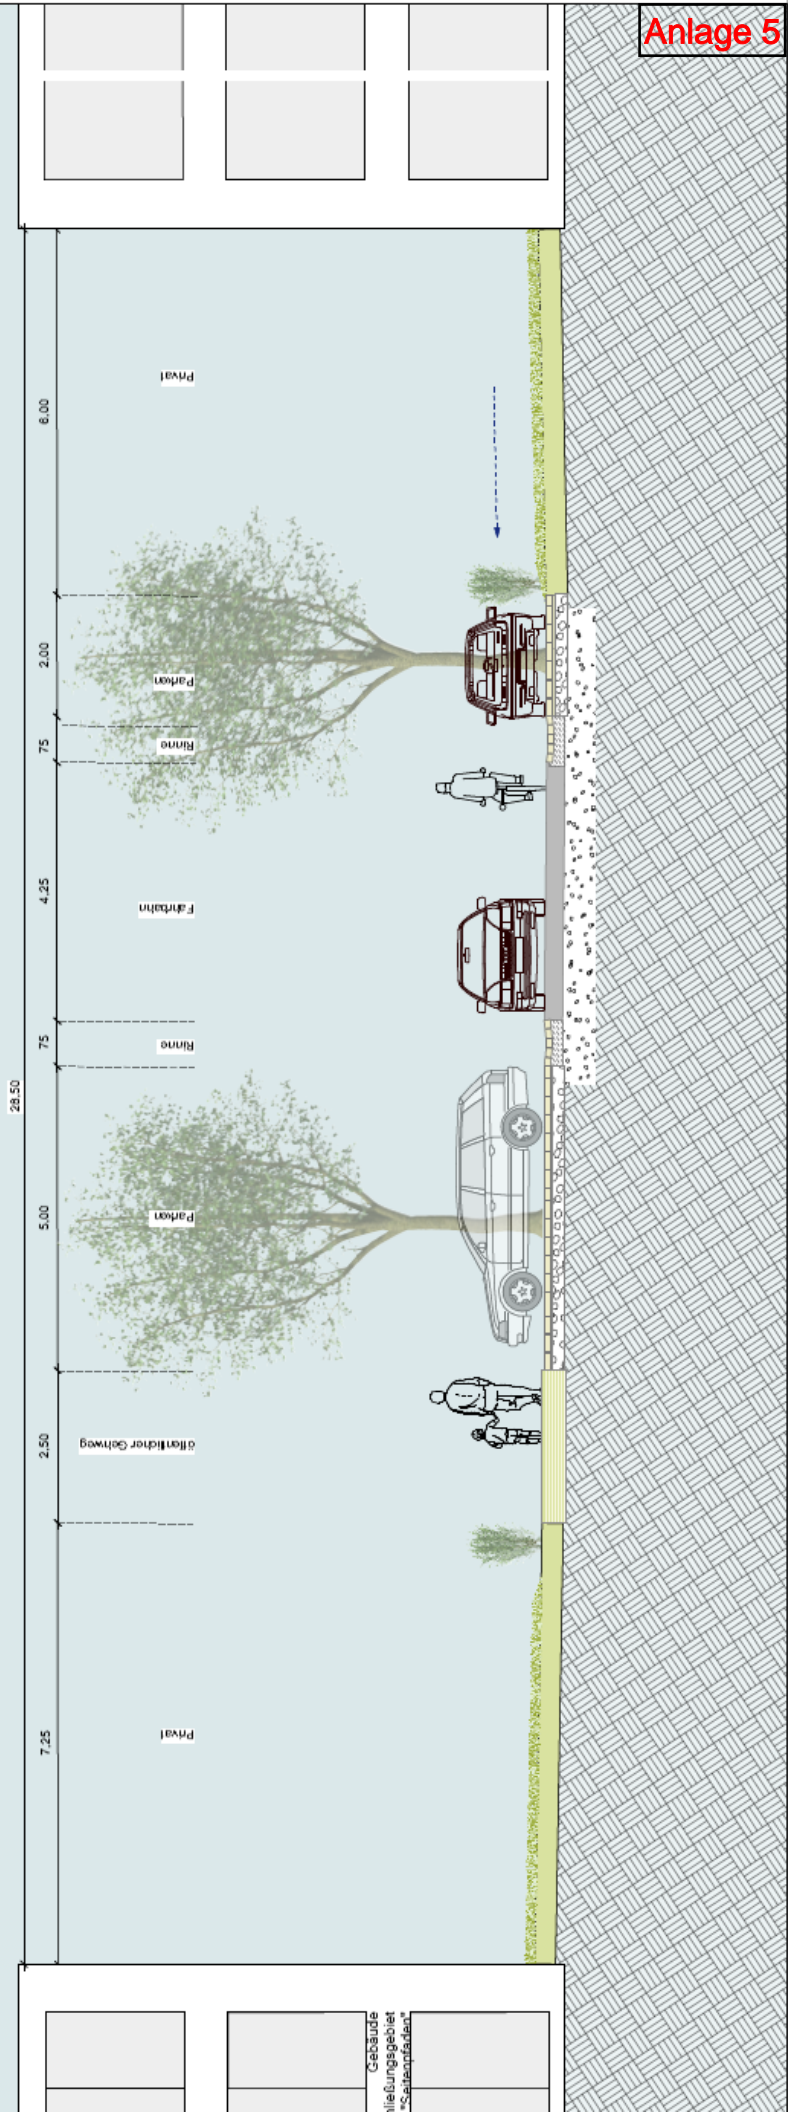 Anlage 5
Privat
6.00
2.00
Parken
75
Rinne
4.25
Fahrbahn
75
Rinne
28.50
5.00
Parken
2.50
öffentlicher Gehweg
7.25
Privat
Gebäude
hließungsgebiet
"Seitenpfaden"